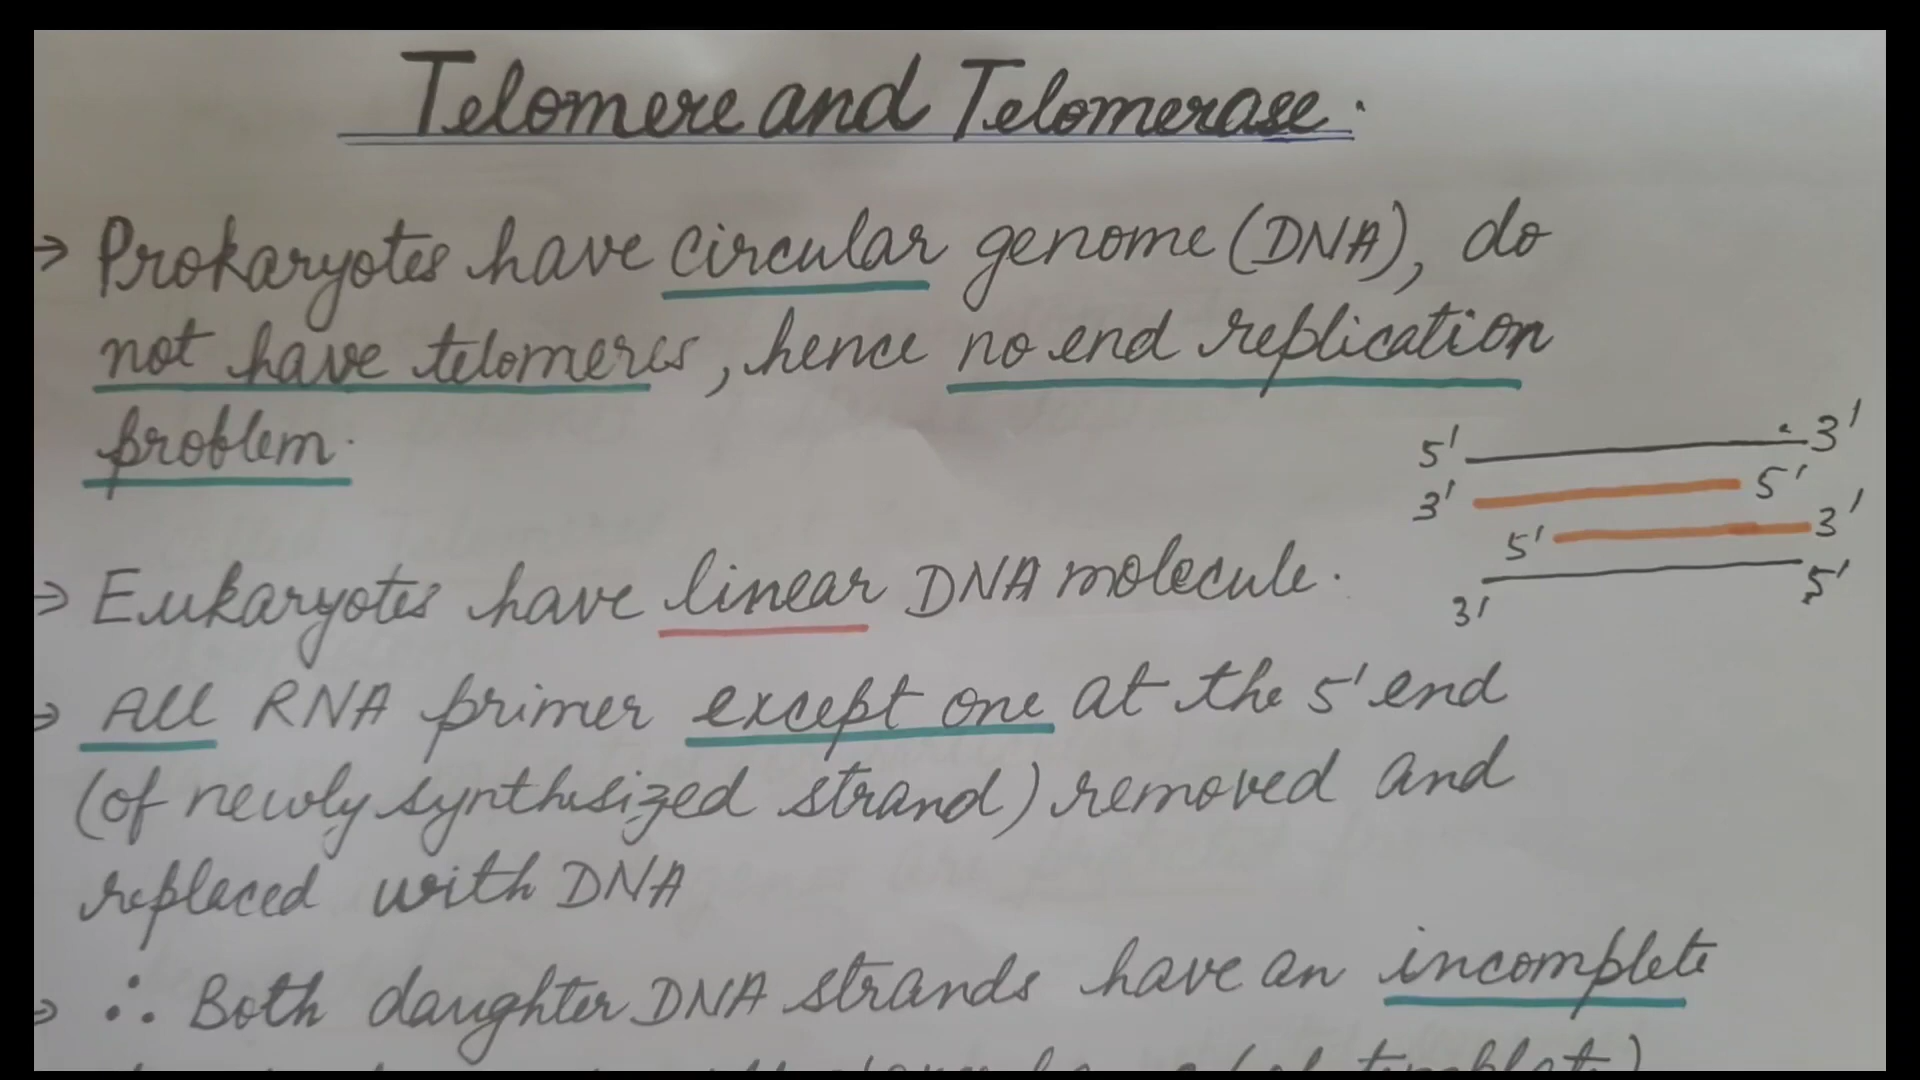 Telomere and Telomerase.
→ Prokaryotes have circular genome (DNA), do
not have telomeres, hence no end replication
problem.
5' 3'
3' 5'
5' 3'
3' 5'
→ Eukaryotes have linear DNA molecule.
→ All RNA primer except one at the 5' end
(of newly synthesized strand) removed and
replaced with DNA
→ ∴ Both daughter DNA strands have an incomplete